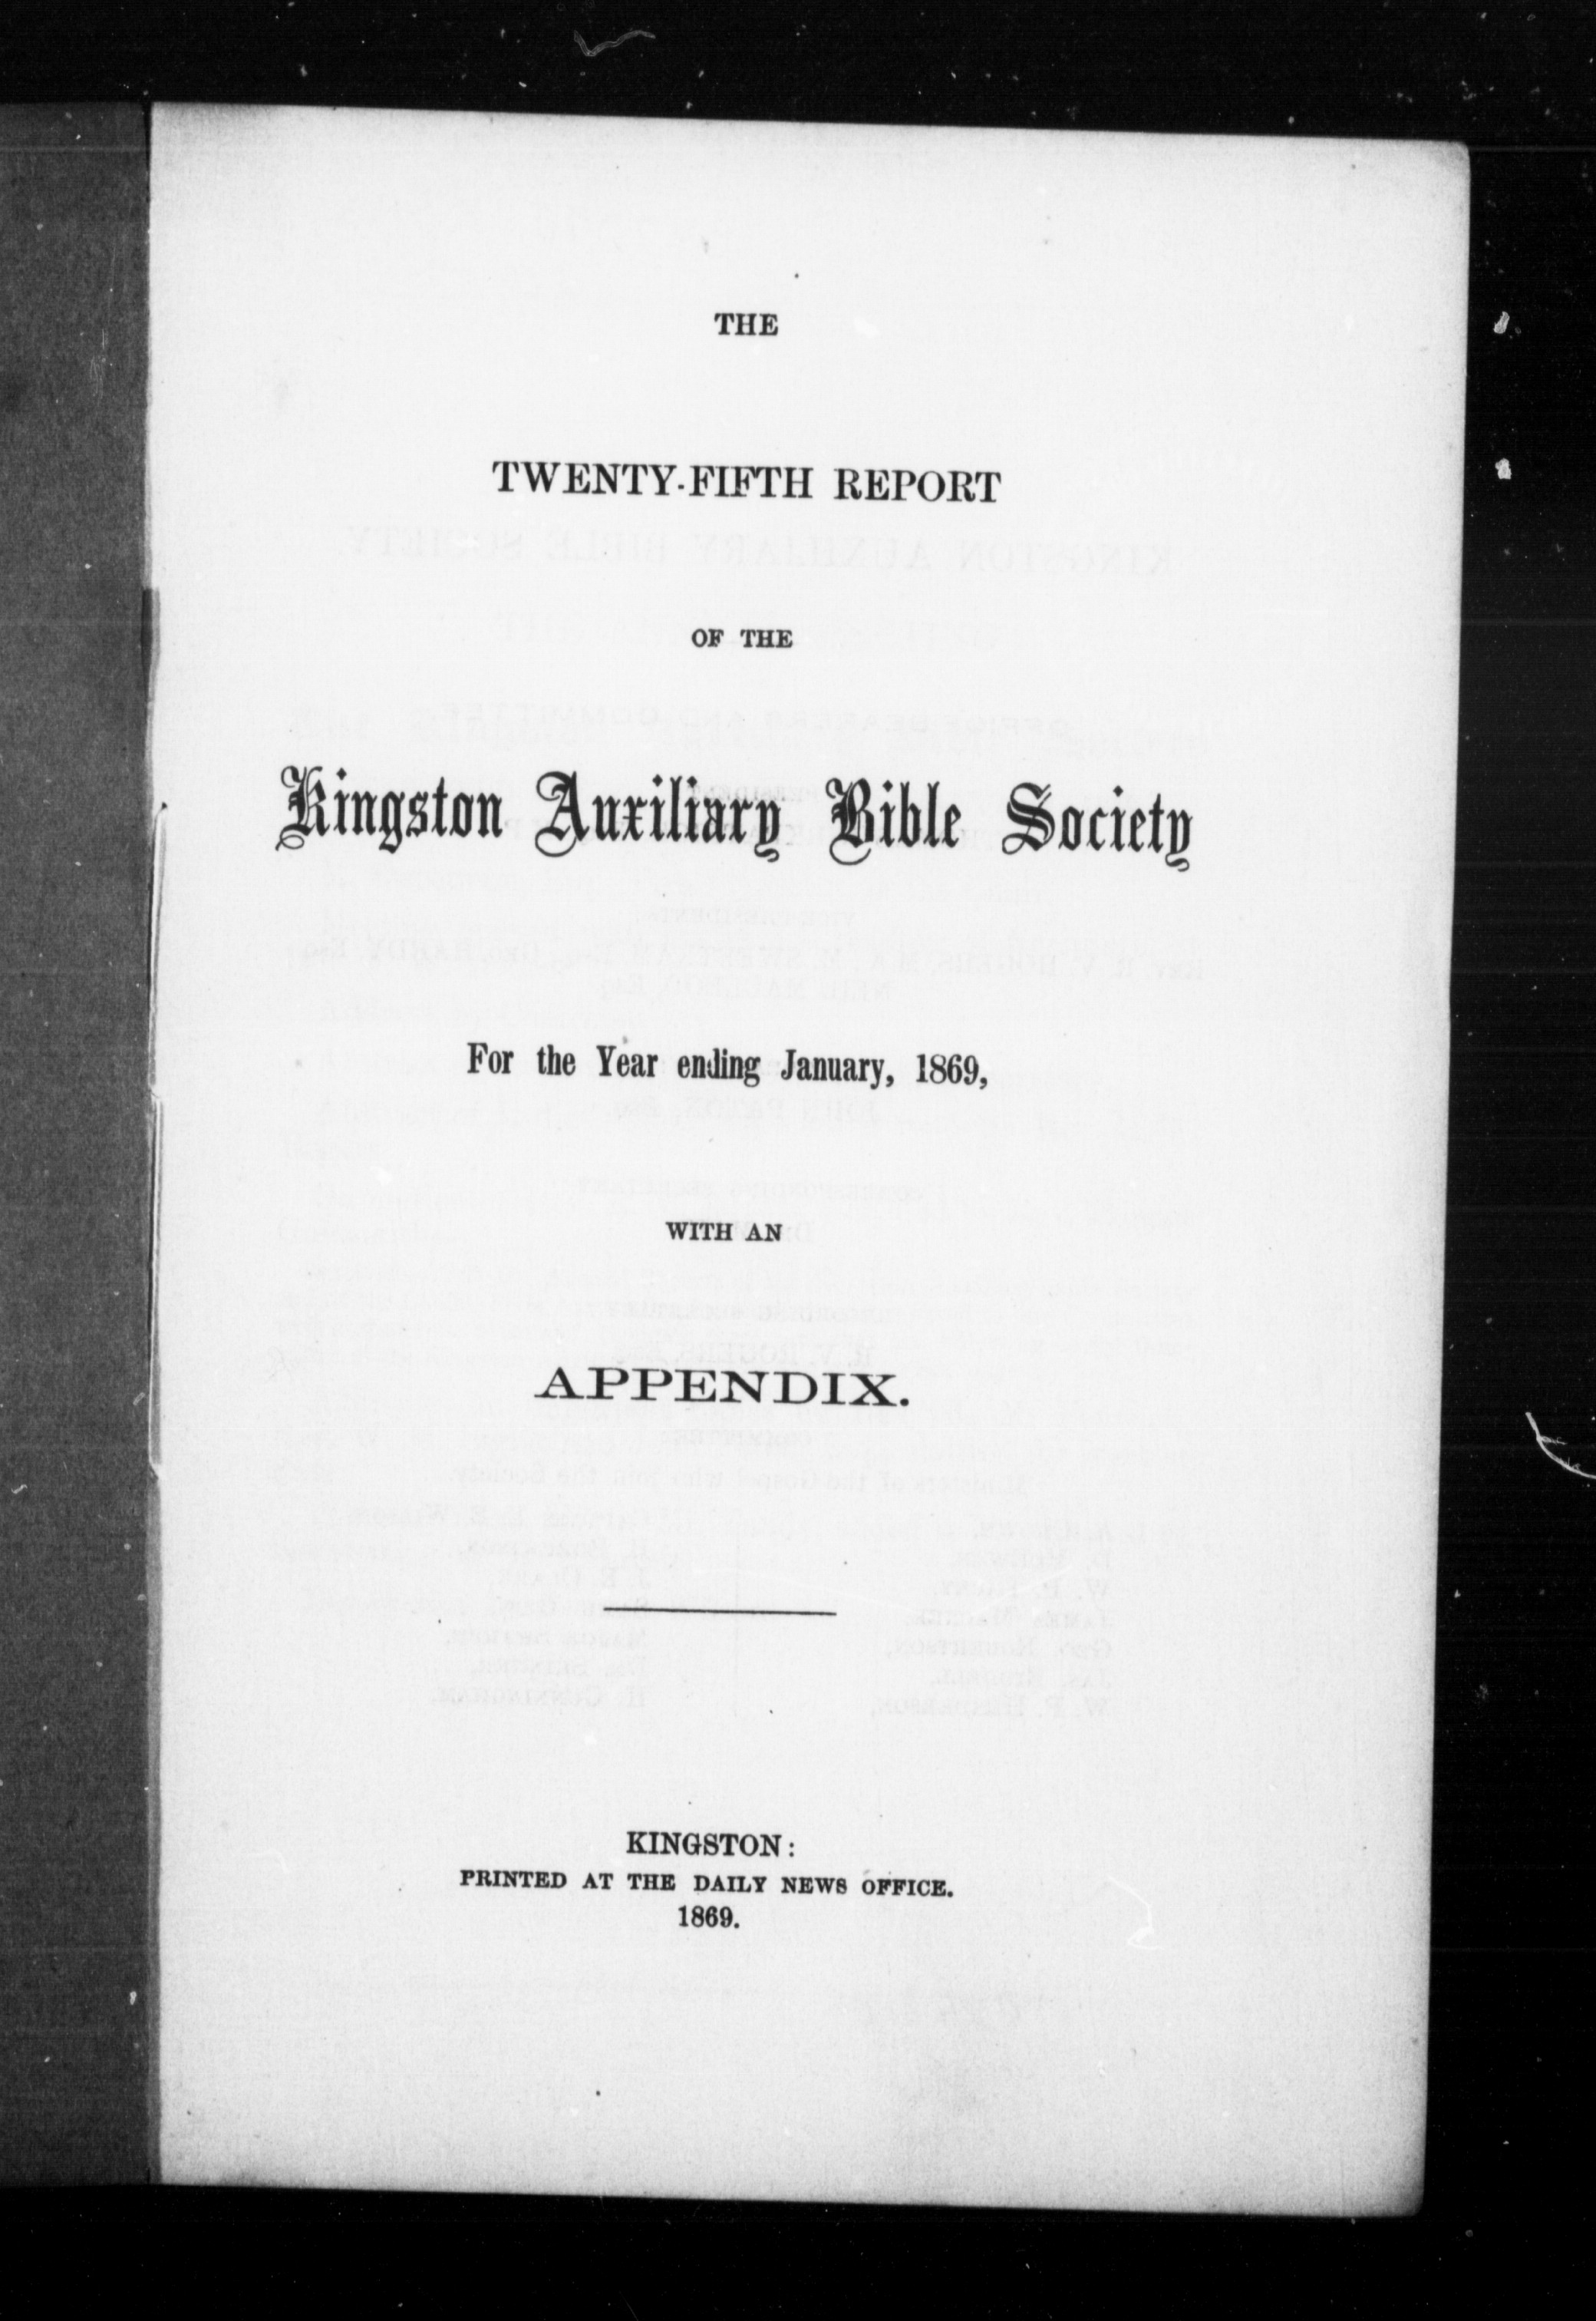 THE
TWENTY-FIFTH REPORT
OF THE
Kingston Auxiliary Bible Society
For the Year ending January, 1869,
WITH AN
APPENDIX.
KINGSTON:
PRINTED AT THE DAILY NEWS OFFICE.
1869.